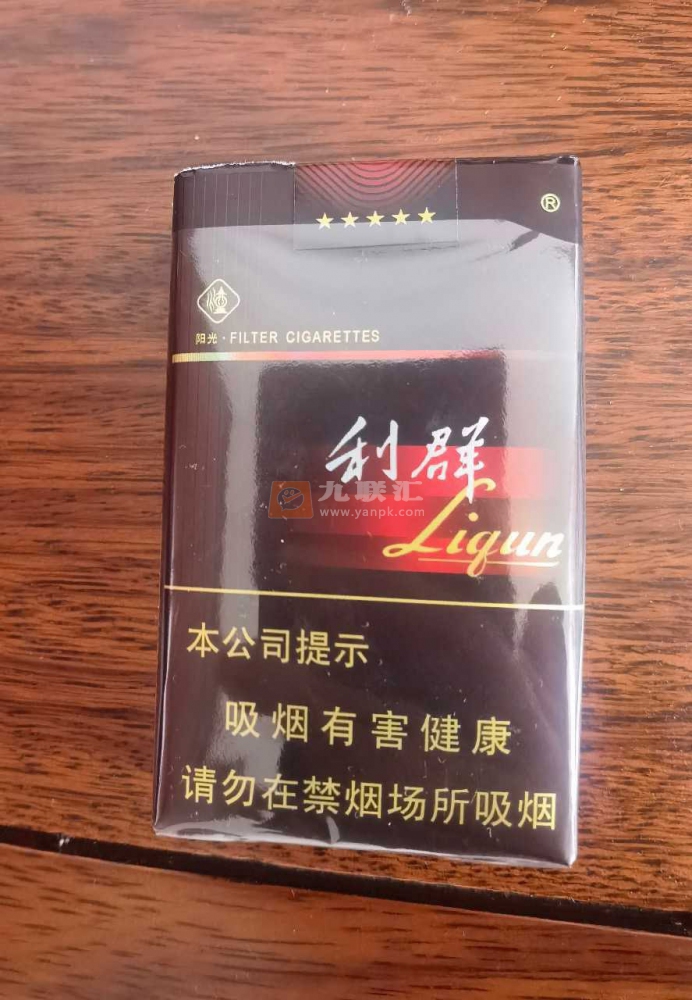 ®
阳光·FILTER CIGARETTES
利群
九联汇
www.yanpk.com
Liqun
本公司提示
吸烟有害健康
请勿在禁烟场所吸烟